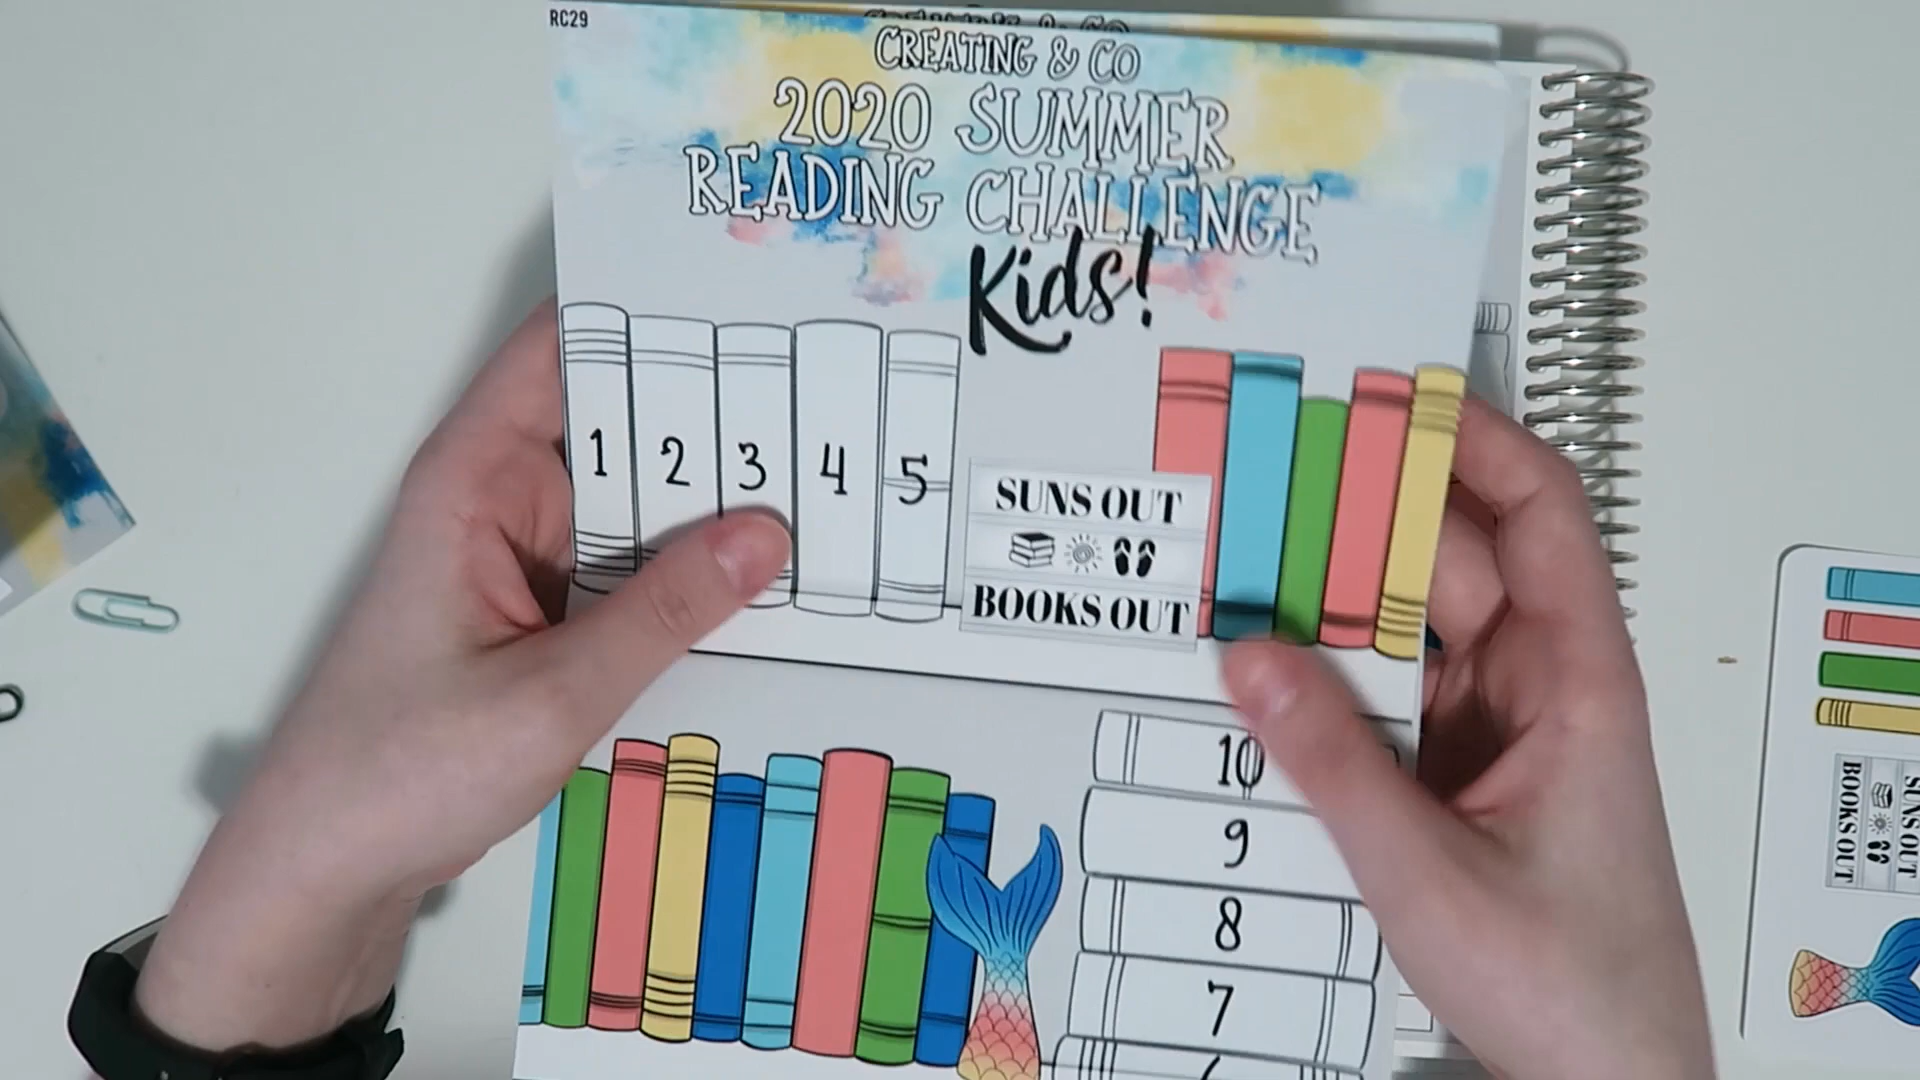 RC29
CREATING & CO
2020 SUMMER
READING CHALLENGE
Kids!
1 2 3 4 5
SUNS OUT
BOOKS OUT
10
9
8
7
SUNS OUT
BOOKS OUT